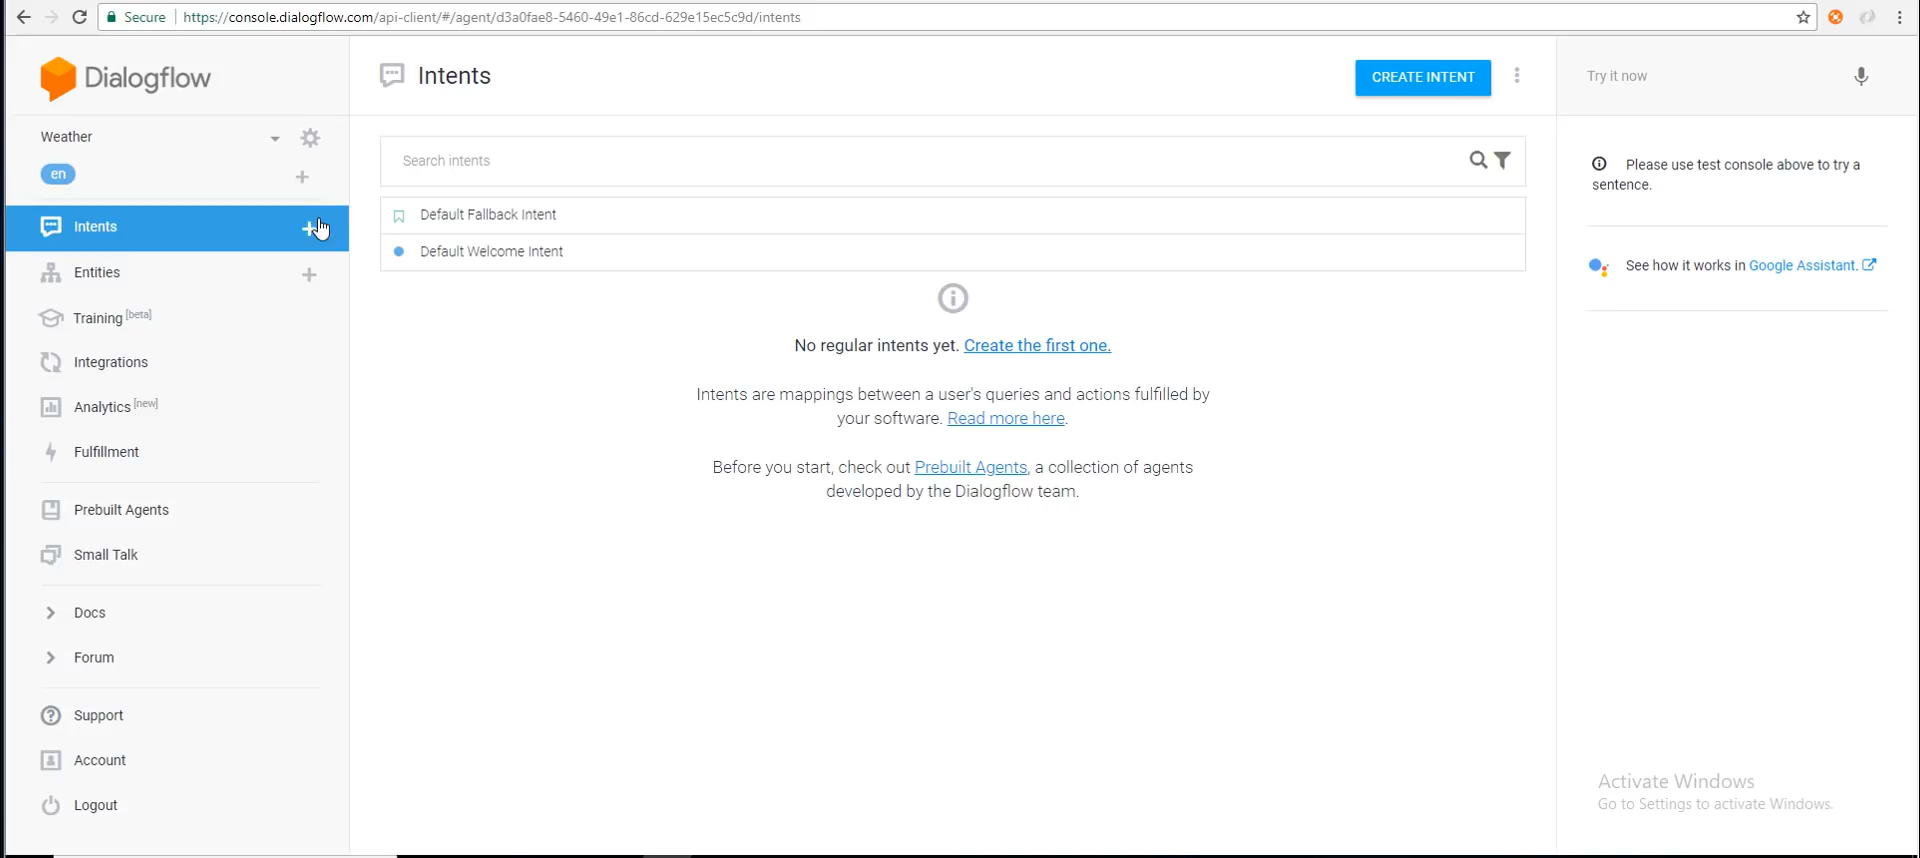 Secure https://console.dialogflow.com/api-client/#/agent/d3a0fae8-5460-49e1-86cd-629e15ec5c9d/intents
Dialogflow
Weather
en
Intents
Entities
Training [beta]
Integrations
Analytics [new]
Fulfillment
Prebuilt Agents
Small Talk
Docs
Forum
Support
Account
Logout
Intents
CREATE INTENT
Search intents
Default Fallback Intent
Default Welcome Intent
No regular intents yet. Create the first one.
Intents are mappings between a user's queries and actions fulfilled by
your software. Read more here.
Before you start, check out Prebuilt Agents, a collection of agents
developed by the Dialogflow team.
Try it now
Please use test console above to try a
sentence.
See how it works in Google Assistant.
Activate Windows
Go to Settings to activate Windows.